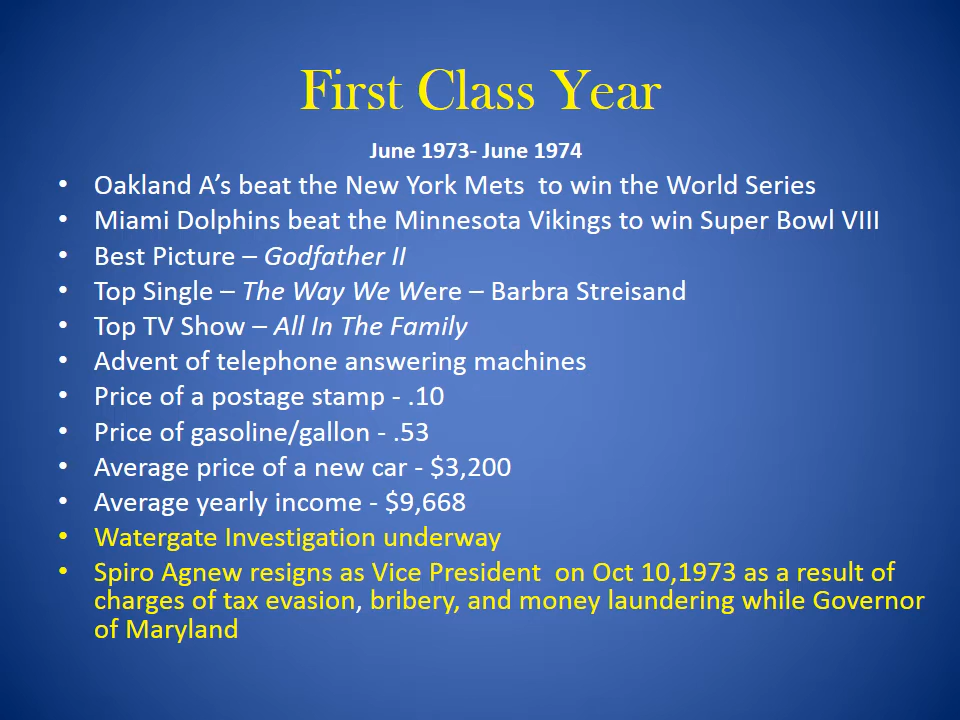 First Class Year
June 1973- June 1974
• Oakland A's beat the New York Mets  to win the World Series
• Miami Dolphins beat the Minnesota Vikings to win Super Bowl VIII
• Best Picture – Godfather II
• Top Single – The Way We Were – Barbra Streisand
• Top TV Show – All In The Family
• Advent of telephone answering machines
• Price of a postage stamp - .10
• Price of gasoline/gallon - .53
• Average price of a new car - $3,200
• Average yearly income - $9,668
• Watergate Investigation underway
• Spiro Agnew resigns as Vice President  on Oct 10,1973 as a result of
charges of tax evasion, bribery, and money laundering while Governor
of Maryland